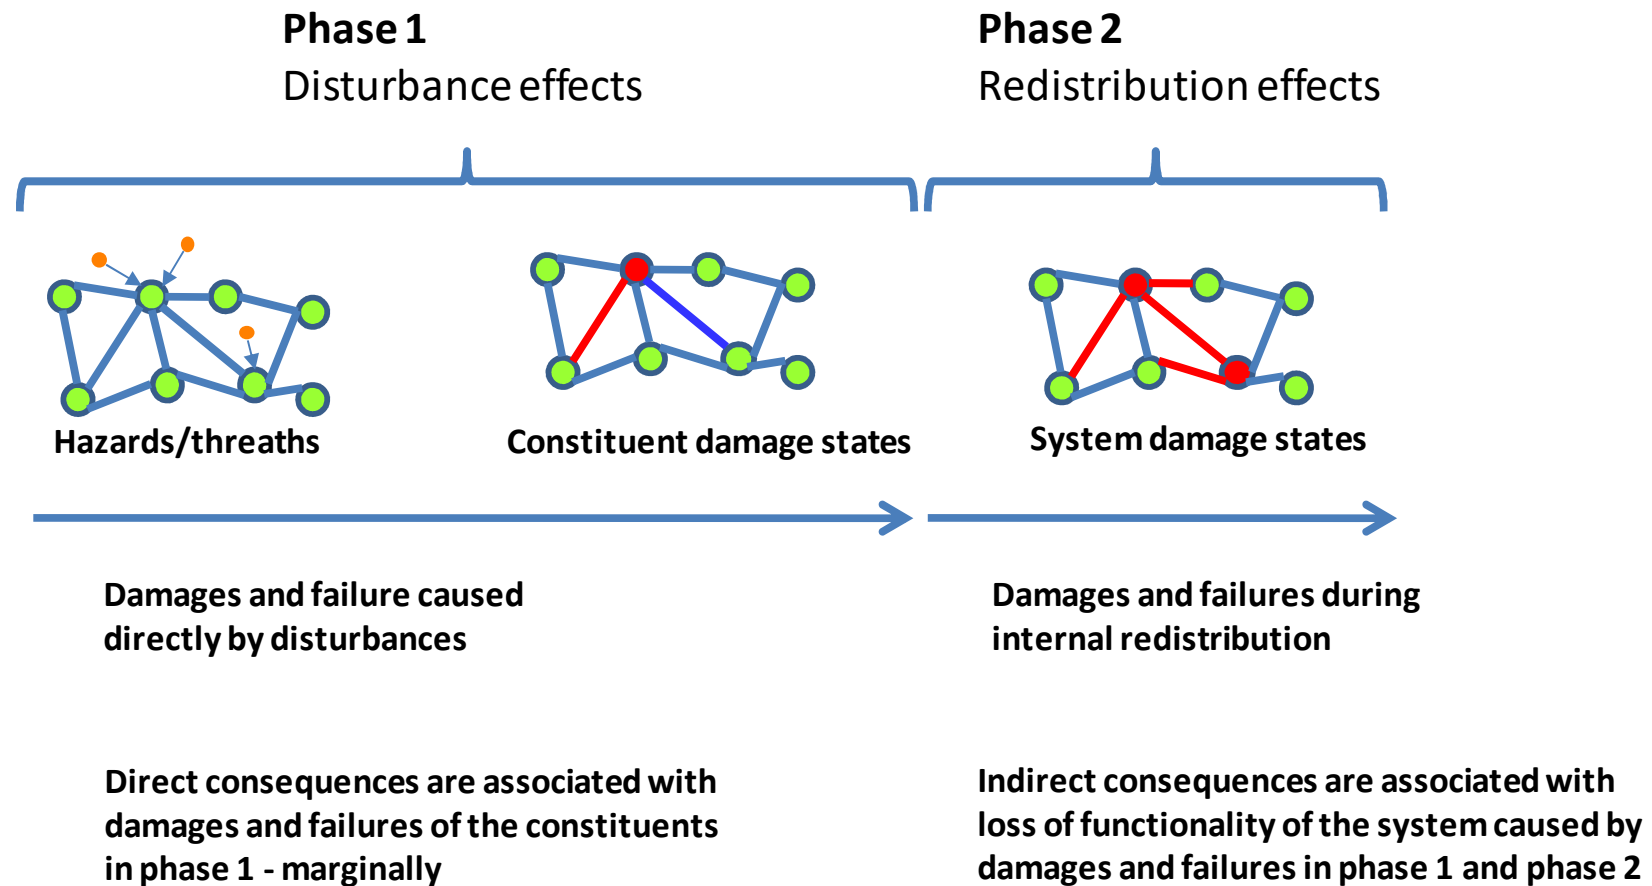 Phase 1
Disturbance effects
Phase 2
Redistribution effects
Hazards/threaths
Constituent damage states
System damage states
Damages and failure caused
directly by disturbances
Damages and failures during
internal redistribution
Direct consequences are associated with
damages and failures of the constituents
in phase 1 - marginally
Indirect consequences are associated with
loss of functionality of the system caused by
damages and failures in phase 1 and phase 2